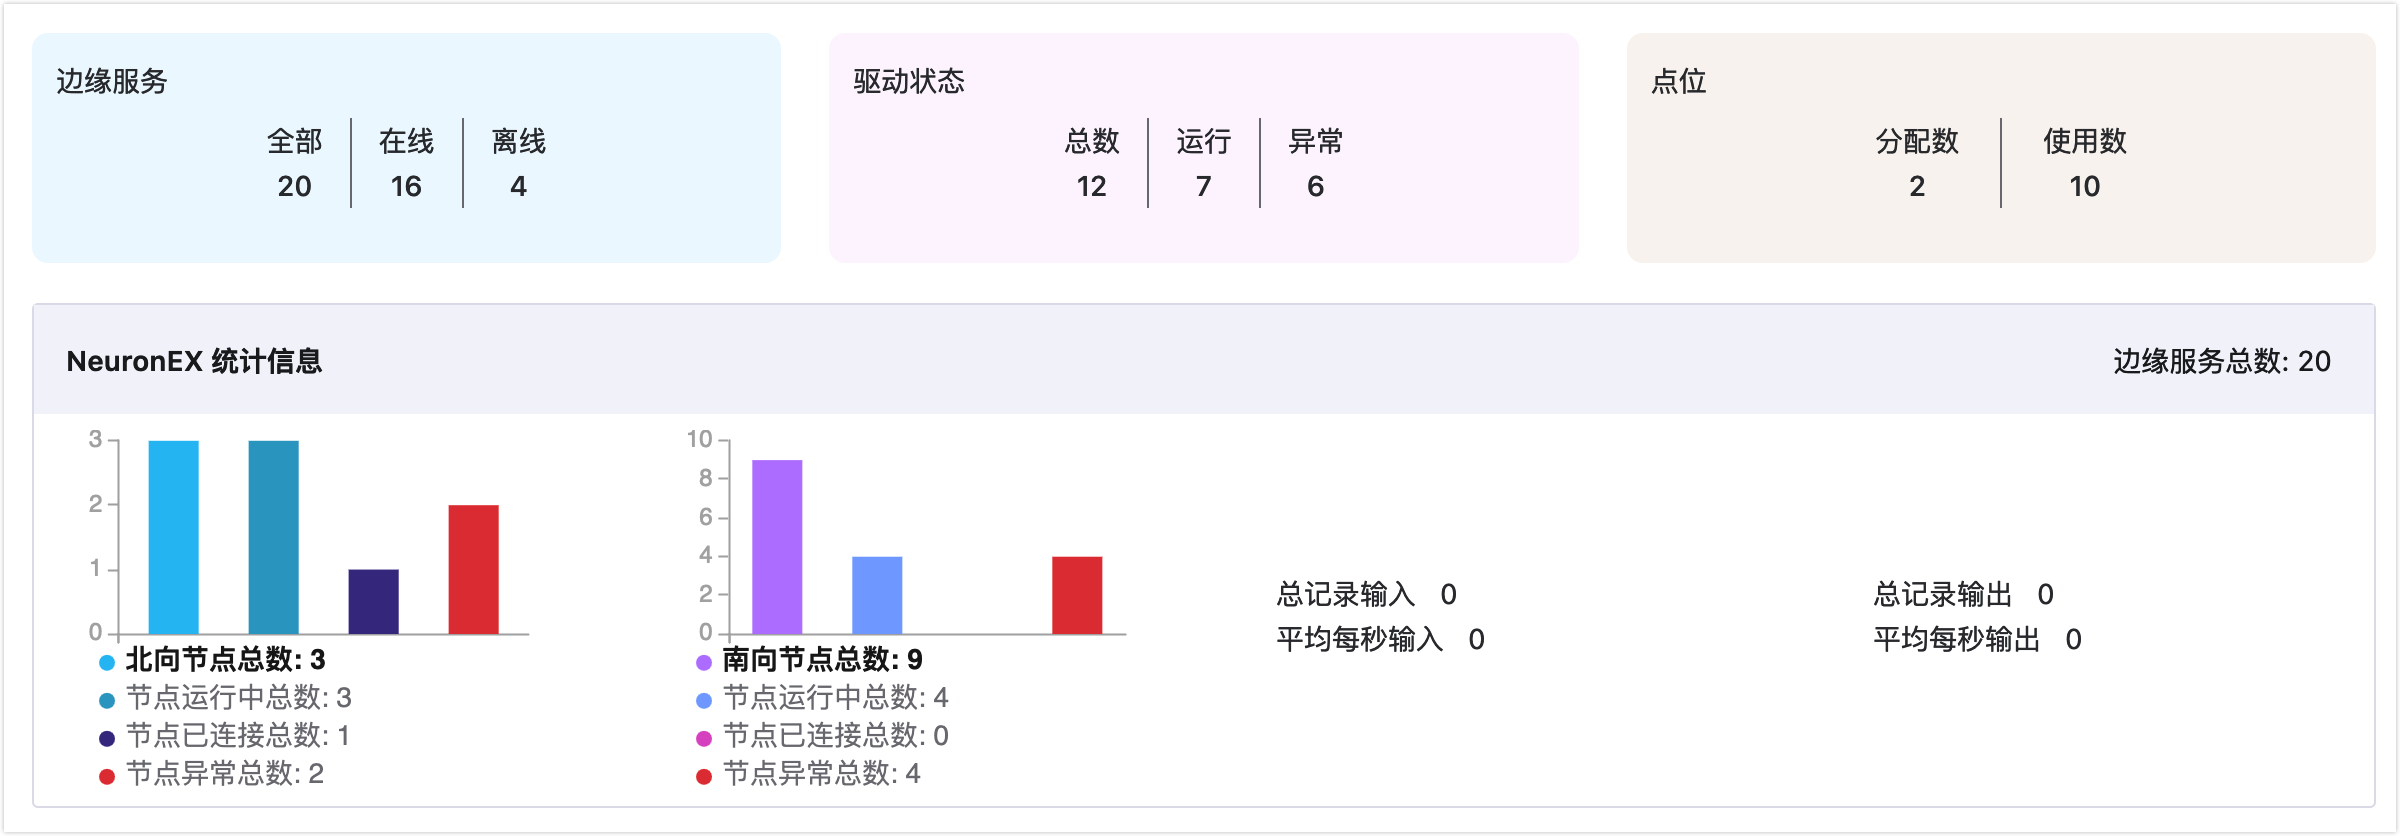 边缘服务
全部 在线 离线
20 16 4
驱动状态
总数 运行 异常
12 7 6
点位
分配数 使用数
2 10
NeuronEX 统计信息
边缘服务总数: 20
3
2
1
0
北向节点总数: 3
节点运行中总数: 3
节点已连接总数: 1
节点异常总数: 2
10
8
6
4
2
0
南向节点总数: 9
节点运行中总数: 4
节点已连接总数: 0
节点异常总数: 4
总记录输入 0
平均每秒输入 0
总记录输出 0
平均每秒输出 0